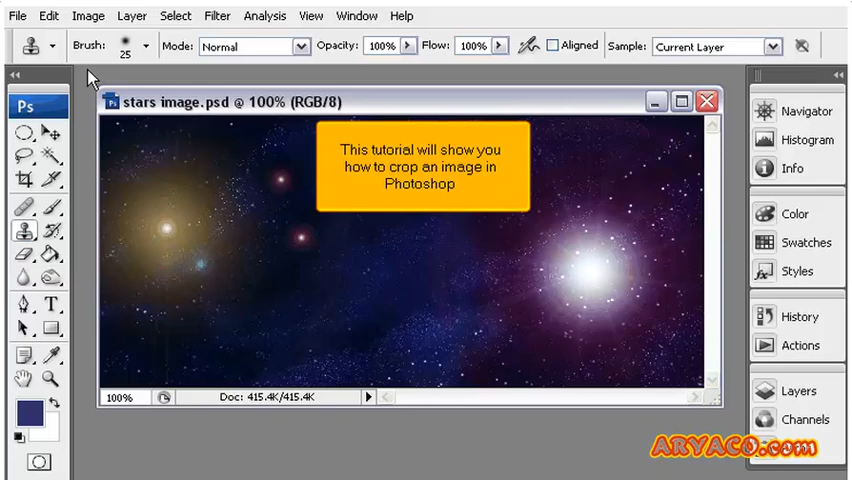 File Edit Image Layer Select Filter Analysis View Window Help
Brush: 25 Mode: Normal Opacity: 100% Flow: 100% Aligned Sample: Current Layer
Ps
stars image.psd @ 100% (RGB/8)
This tutorial will show you
how to crop an image in
Photoshop
100% Doc: 415.4K/415.4K
Navigator
Histogram
Info
Color
Swatches
Styles
History
Actions
Layers
Channels
ARYACO.com